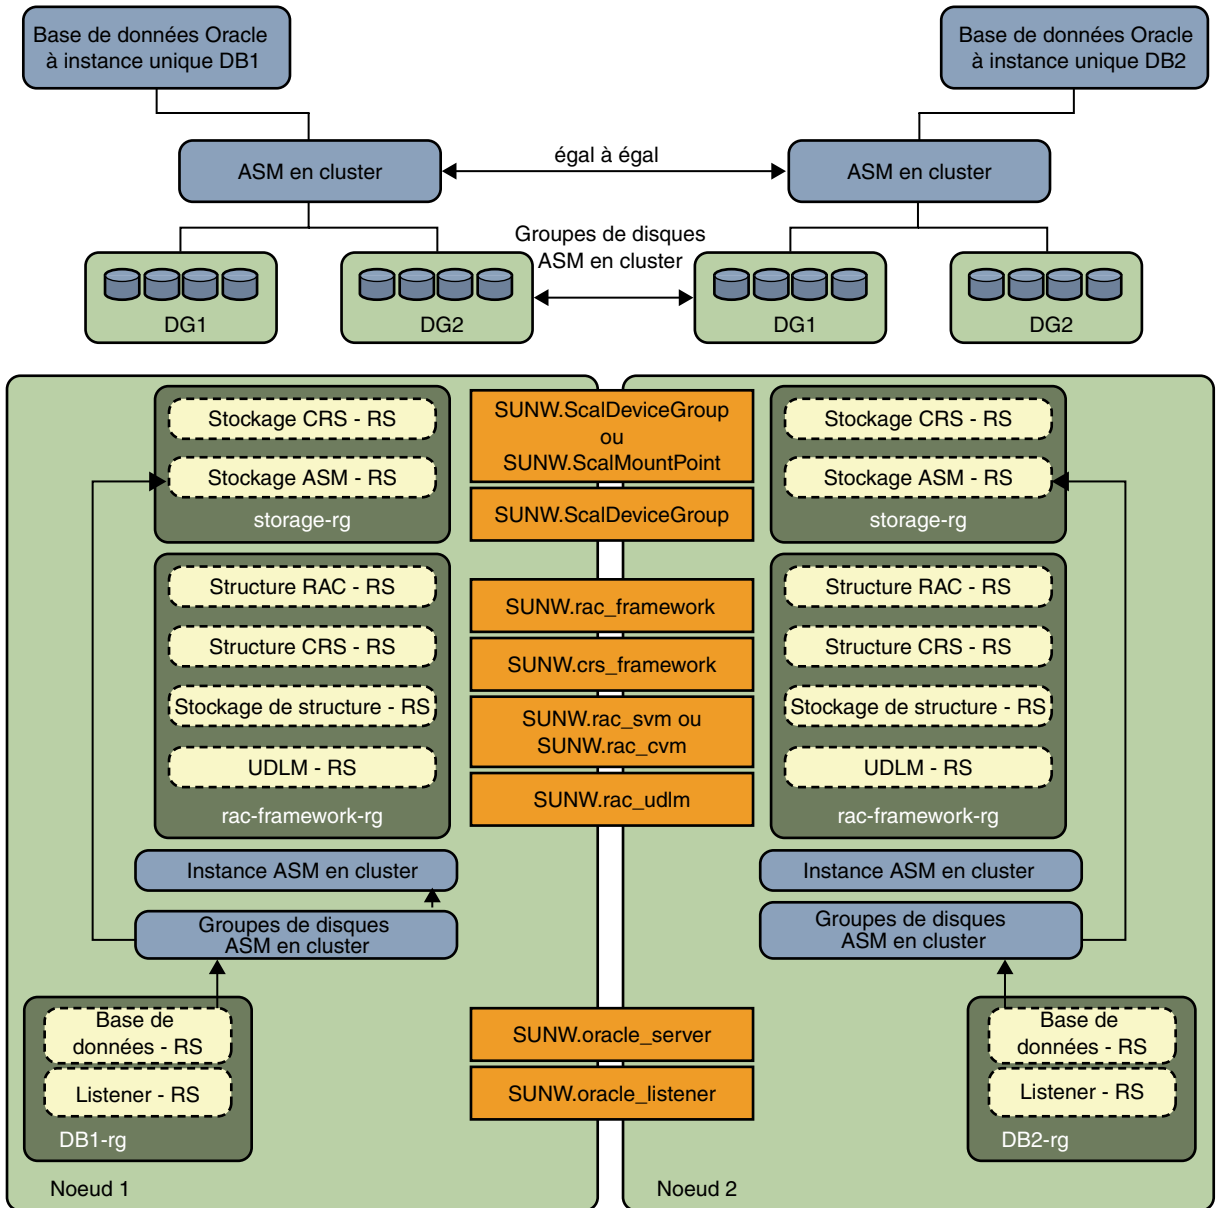 Base de données Oracle
à instance unique DB1
Base de données Oracle
à instance unique DB2
ASM en cluster
égal à égal
ASM en cluster
Groupes de disques
ASM en cluster
DG1
DG2
DG1
DG2
Stockage CRS - RS
Stockage ASM - RS
storage-rg
SUNW.ScalDeviceGroup
ou
SUNW.ScalMountPoint
SUNW.ScalDeviceGroup
Stockage CRS - RS
Stockage ASM - RS
storage-rg
Structure RAC - RS
Structure CRS - RS
Stockage de structure - RS
UDLM - RS
rac-framework-rg
SUNW.rac_framework
SUNW.crs_framework
SUNW.rac_svm ou
SUNW.rac_cvm
SUNW.rac_udlm
Structure RAC - RS
Structure CRS - RS
Stockage de structure - RS
UDLM - RS
rac-framework-rg
Instance ASM en cluster
Groupes de disques
ASM en cluster
Instance ASM en cluster
Groupes de disques
ASM en cluster
Base de
données - RS
Listener - RS
DB1-rg
SUNW.oracle_server
SUNW.oracle_listener
Base de
données - RS
Listener - RS
DB2-rg
Noeud 1
Noeud 2